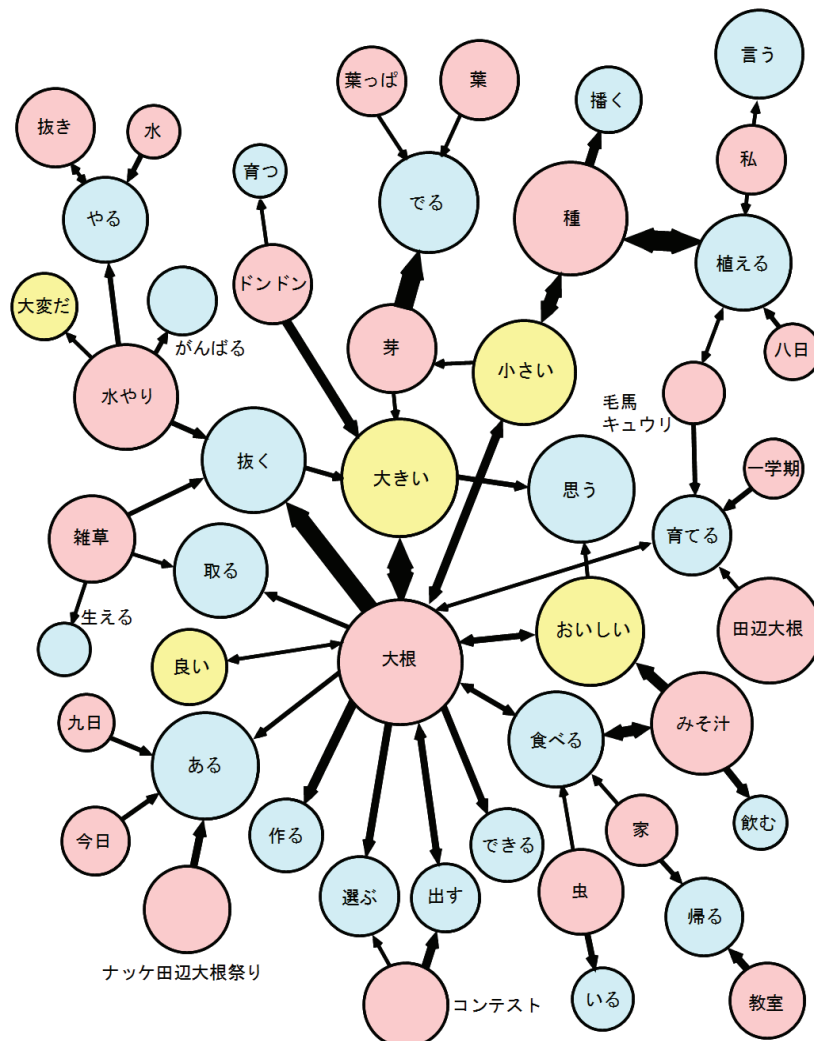 言う
葉っぱ
葉
播く
抜き
水
私
育つ
でる
種
やる
植える
ドンドン
大変だ
がんばる
芽
小さい
八日
水やり
毛馬
キュウリ
抜く
大きい
思う
一学期
雑草
取る
育てる
生える
大根
おいしい
田辺大根
良い
九日
ある
食べる
みそ汁
今日
作る
できる
家
飲む
選ぶ
出す
虫
帰る
ナッケ田辺大根祭り
コンテスト
いる
教室